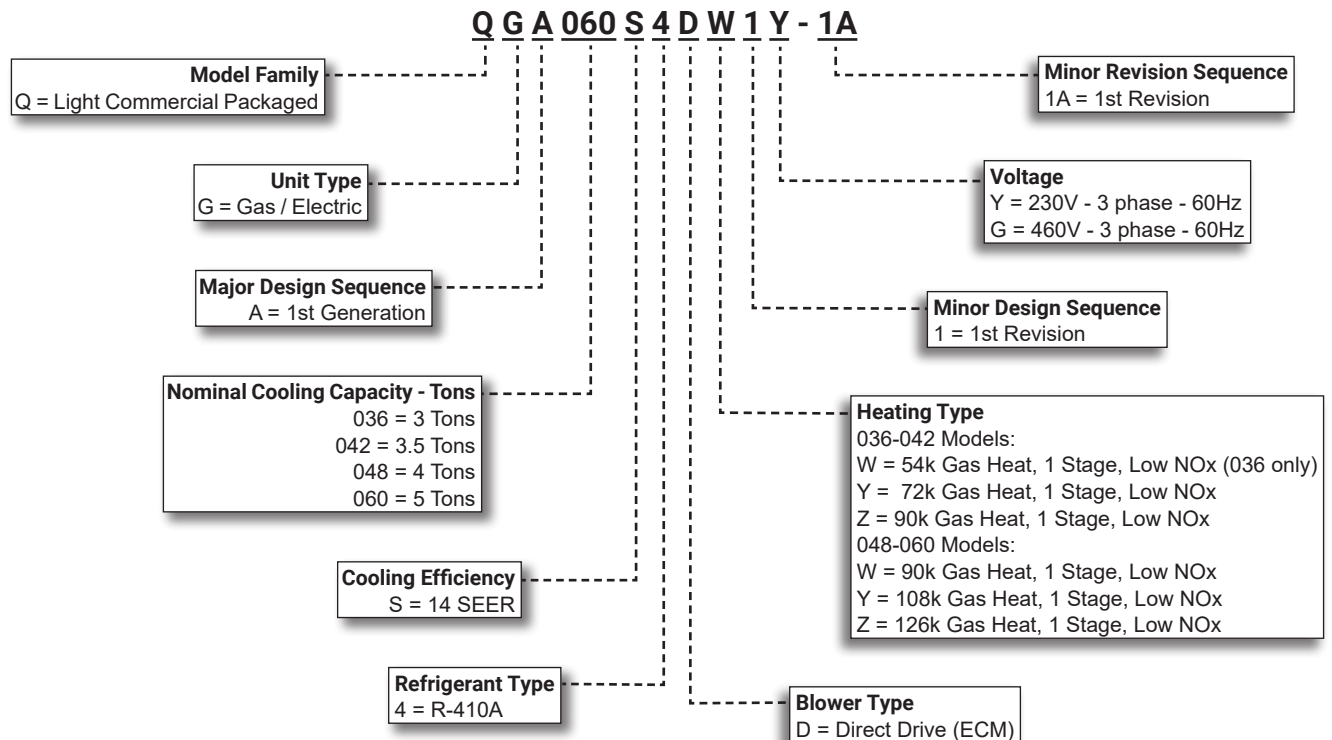 Q G A 060 S 4 D W 1 Y - 1A
Model Family
Q = Light Commercial Packaged
Unit Type
G = Gas / Electric
Major Design Sequence
A = 1st Generation
Nominal Cooling Capacity - Tons
036 = 3 Tons
042 = 3.5 Tons
048 = 4 Tons
060 = 5 Tons
Cooling Efficiency
S = 14 SEER
Refrigerant Type
4 = R-410A
Minor Revision Sequence
1A = 1st Revision
Voltage
Y = 230V - 3 phase - 60Hz
G = 460V - 3 phase - 60Hz
Minor Design Sequence
1 = 1st Revision
Heating Type
036-042 Models:
W = 54k Gas Heat, 1 Stage, Low NOx (036 only)
Y = 72k Gas Heat, 1 Stage, Low NOx
Z = 90k Gas Heat, 1 Stage, Low NOx
048-060 Models:
W = 90k Gas Heat, 1 Stage, Low NOx
Y = 108k Gas Heat, 1 Stage, Low NOx
Z = 126k Gas Heat, 1 Stage, Low NOx
Blower Type
D = Direct Drive (ECM)